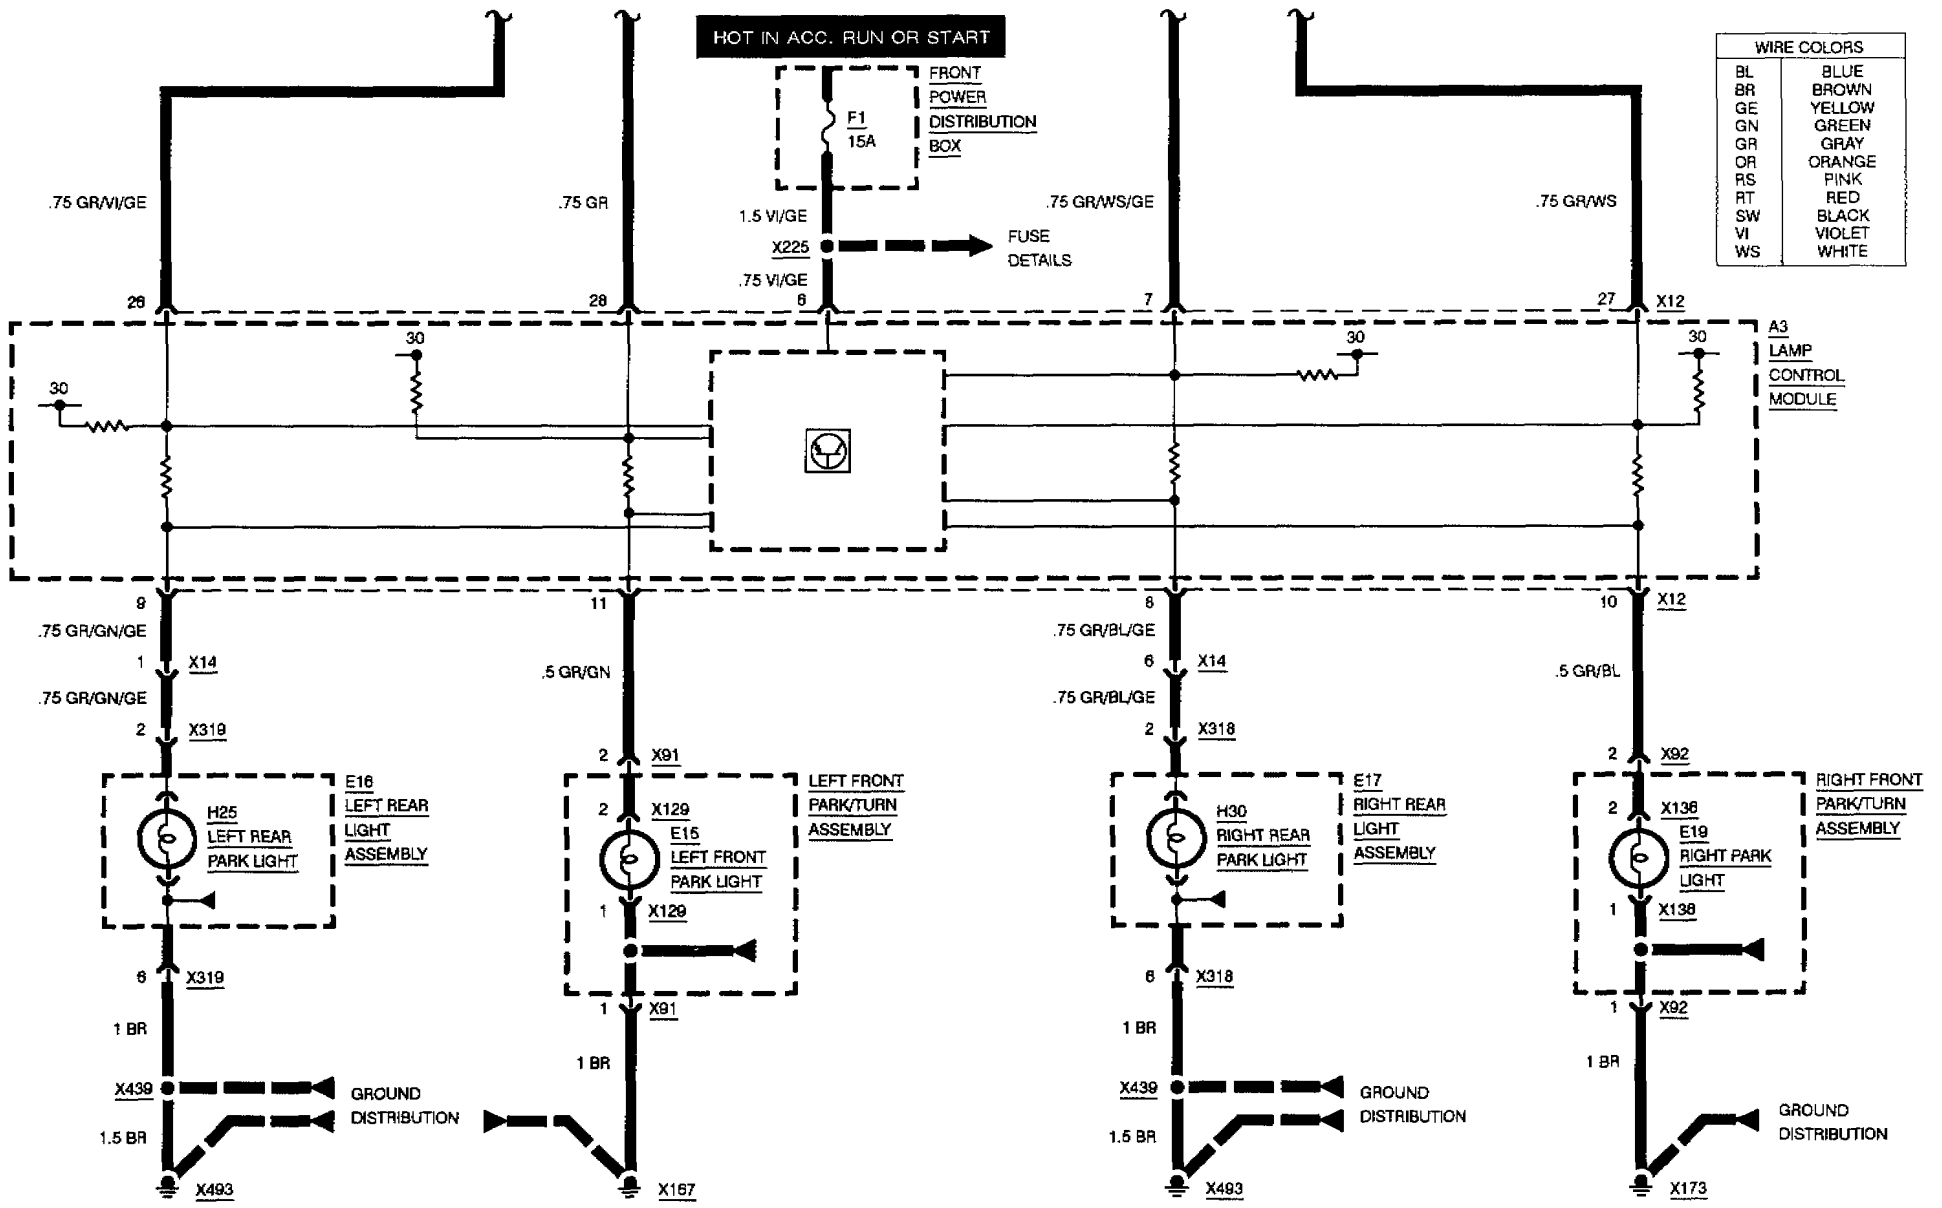 HOT IN ACC. RUN OR START
FRONT
POWER
DISTRIBUTION
BOX
F1
15A
WIRE COLORS
BL BLUE
BR BROWN
GE YELLOW
GN GREEN
GR GRAY
OR ORANGE
RS PINK
RT RED
SW BLACK
VI VIOLET
WS WHITE
.75 GR/VI/GE
.75 GR
1.5 VI/GE
.75 GR/WS/GE
.75 GR/WS
X225
FUSE
DETAILS
.75 VI/GE
26
28
6
7
27
X12
A3
LAMP
CONTROL
MODULE
30
30
30
30
9
11
8
10
X12
.75 GR/GN/GE
.75 GR/BL/GE
1
X14
.5 GR/GN
6
X14
.5 GR/BL
.75 GR/GN/GE
.75 GR/BL/GE
2
X319
2
X91
2
X318
2
X92
E16
LEFT REAR
LIGHT
ASSEMBLY
H25
LEFT REAR
PARK LIGHT
LEFT FRONT
PARK/TURN
ASSEMBLY
2
X129
E15
LEFT FRONT
PARK LIGHT
1
X129
E17
RIGHT REAR
LIGHT
ASSEMBLY
H30
RIGHT REAR
PARK LIGHT
RIGHT FRONT
PARK/TURN
ASSEMBLY
2
X136
E19
RIGHT PARK
LIGHT
1
X136
6
X319
1
X91
6
X318
1
X92
1 BR
1 BR
1 BR
1 BR
X439
GROUND
DISTRIBUTION
X439
GROUND
DISTRIBUTION
GROUND
DISTRIBUTION
1.5 BR
1.5 BR
X493
X167
X493
X173